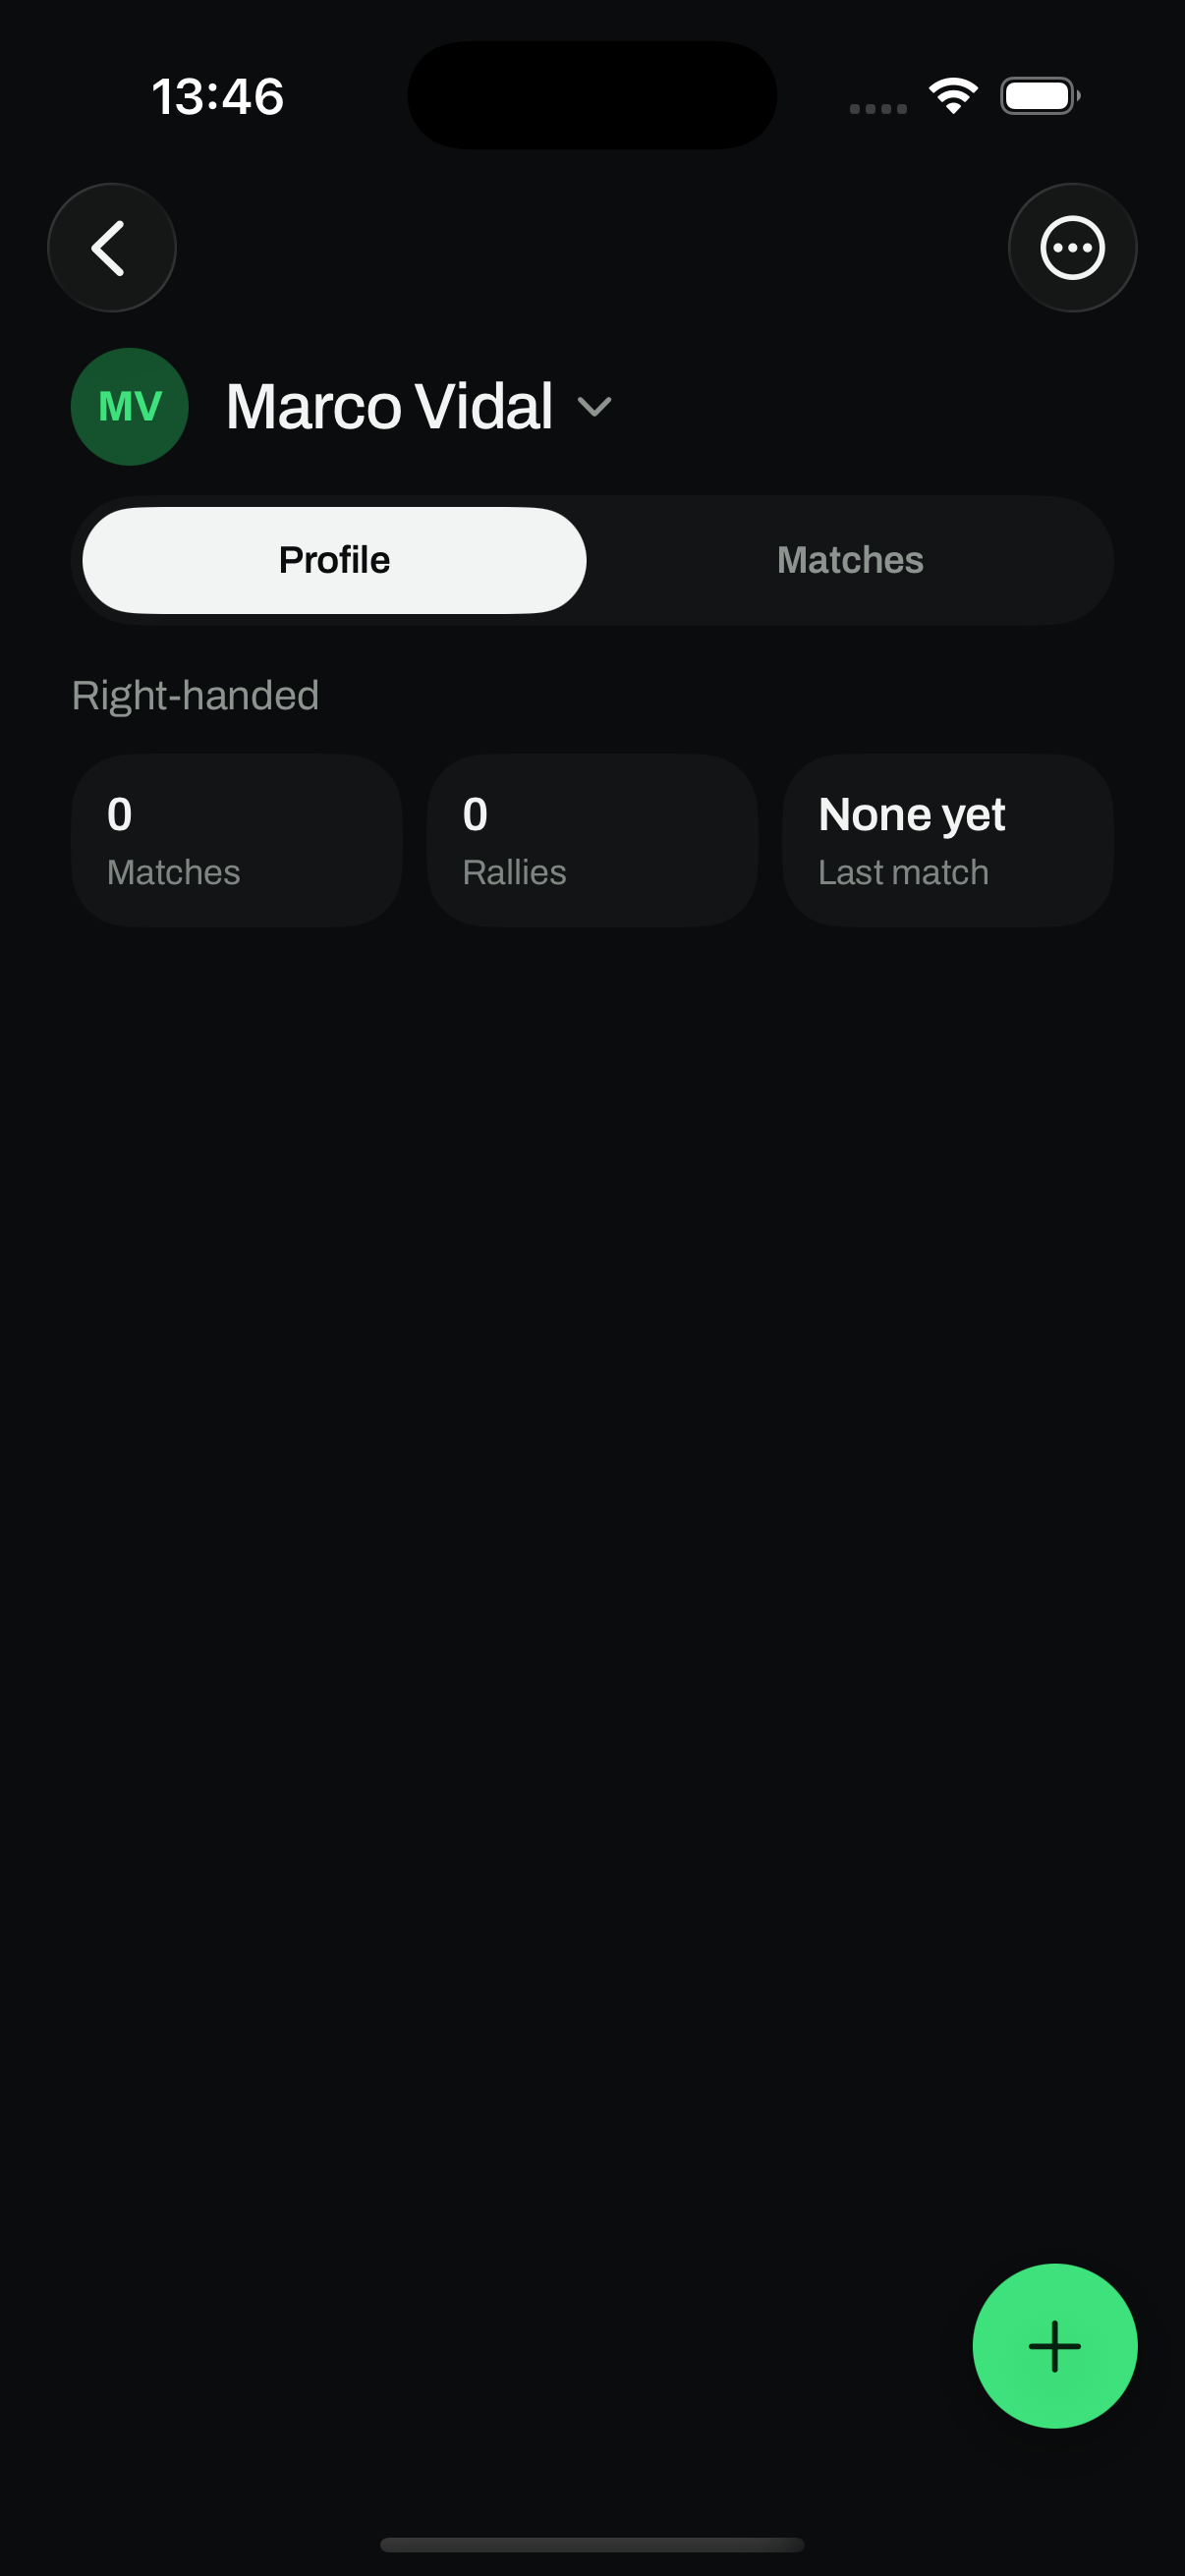 13:46
MV
Marco Vidal
Profile
Matches
Right-handed
0
Matches
0
Rallies
None yet
Last match